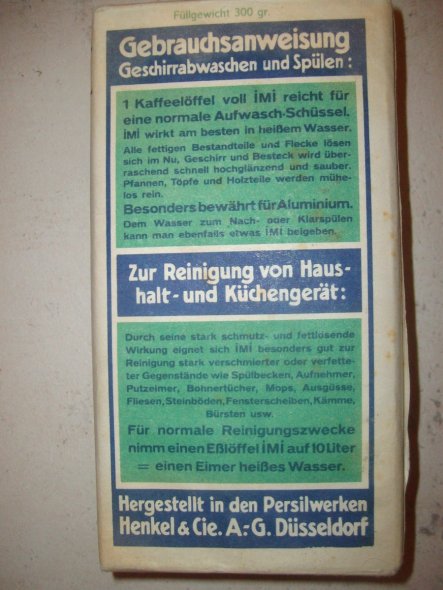 Füllgewicht 300 gr.
Gebrauchsanweisung
Geschirrabwaschen und Spülen:
1 Kaffeelöffel voll iMi reicht für
eine normale Aufwasch-Schüssel.
iMi wirkt am besten in heißem Wasser.
Alle fettigen Bestandteile und Flecke lösen
sich im Nu, Geschirr und Besteck wird über-
raschend schnell hochglänzend und sauber.
Pfannen, Töpfe und Holzteile werden mühe-
los rein.
Besonders bewährt für Aluminium.
Dem Wasser zum Nach- oder Klarspülen
kann man ebenfalls etwas iMi beigeben.
Zur Reinigung von Haus-
halt- und Küchengerät:
Durch seine stark schmutz- und fettlösende
Wirkung eignet sich iMi besonders gut zur
Reinigung stark verschmierter oder verfette-
ter Gegenstände wie Spülbecken, Aufnehmer,
Putzeimer, Bohnertücher, Mops, Ausgüsse,
Fliesen, Steinböden, Fensterscheiben, Kämme,
Bürsten usw.
Für normale Reinigungszwecke
nimm einen Eßlöffel iMi auf 10 Liter
= einen Eimer heißes Wasser.
Hergestellt in den Persilwerken
Henkel & Cie. A.-G. Düsseldorf